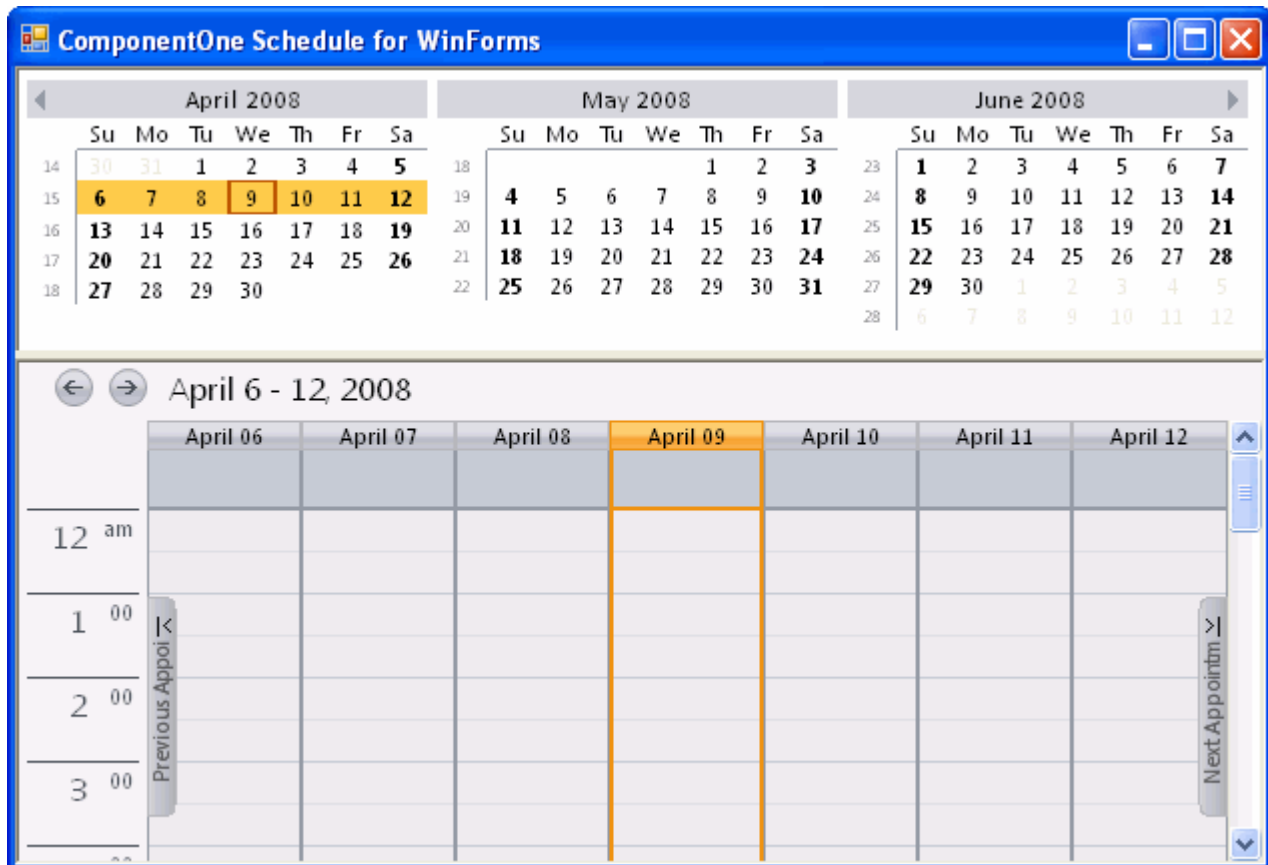 ComponentOne Schedule for WinForms
April 2008 May 2008 June 2008
Su Mo Tu We Th Fr Sa Su Mo Tu We Th Fr Sa Su Mo Tu We Th Fr Sa
14 30 31 1 2 3 4 5 18 1 2 3 23 1 2 3 4 5 6 7
15 6 7 8 9 10 11 12 19 4 5 6 7 8 9 10 24 8 9 10 11 12 13 14
16 13 14 15 16 17 18 19 20 11 12 13 14 15 16 17 25 15 16 17 18 19 20 21
17 20 21 22 23 24 25 26 21 18 19 20 21 22 23 24 26 22 23 24 25 26 27 28
18 27 28 29 30 22 25 26 27 28 29 30 31 27 29 30 1 2 3 4 5
28 6 7 8 9 10 11 12
April 6 - 12, 2008
April 06 April 07 April 08 April 09 April 10 April 11 April 12
12 am
1 00
2 00
3 00
Previous Appoi
Next Appointm